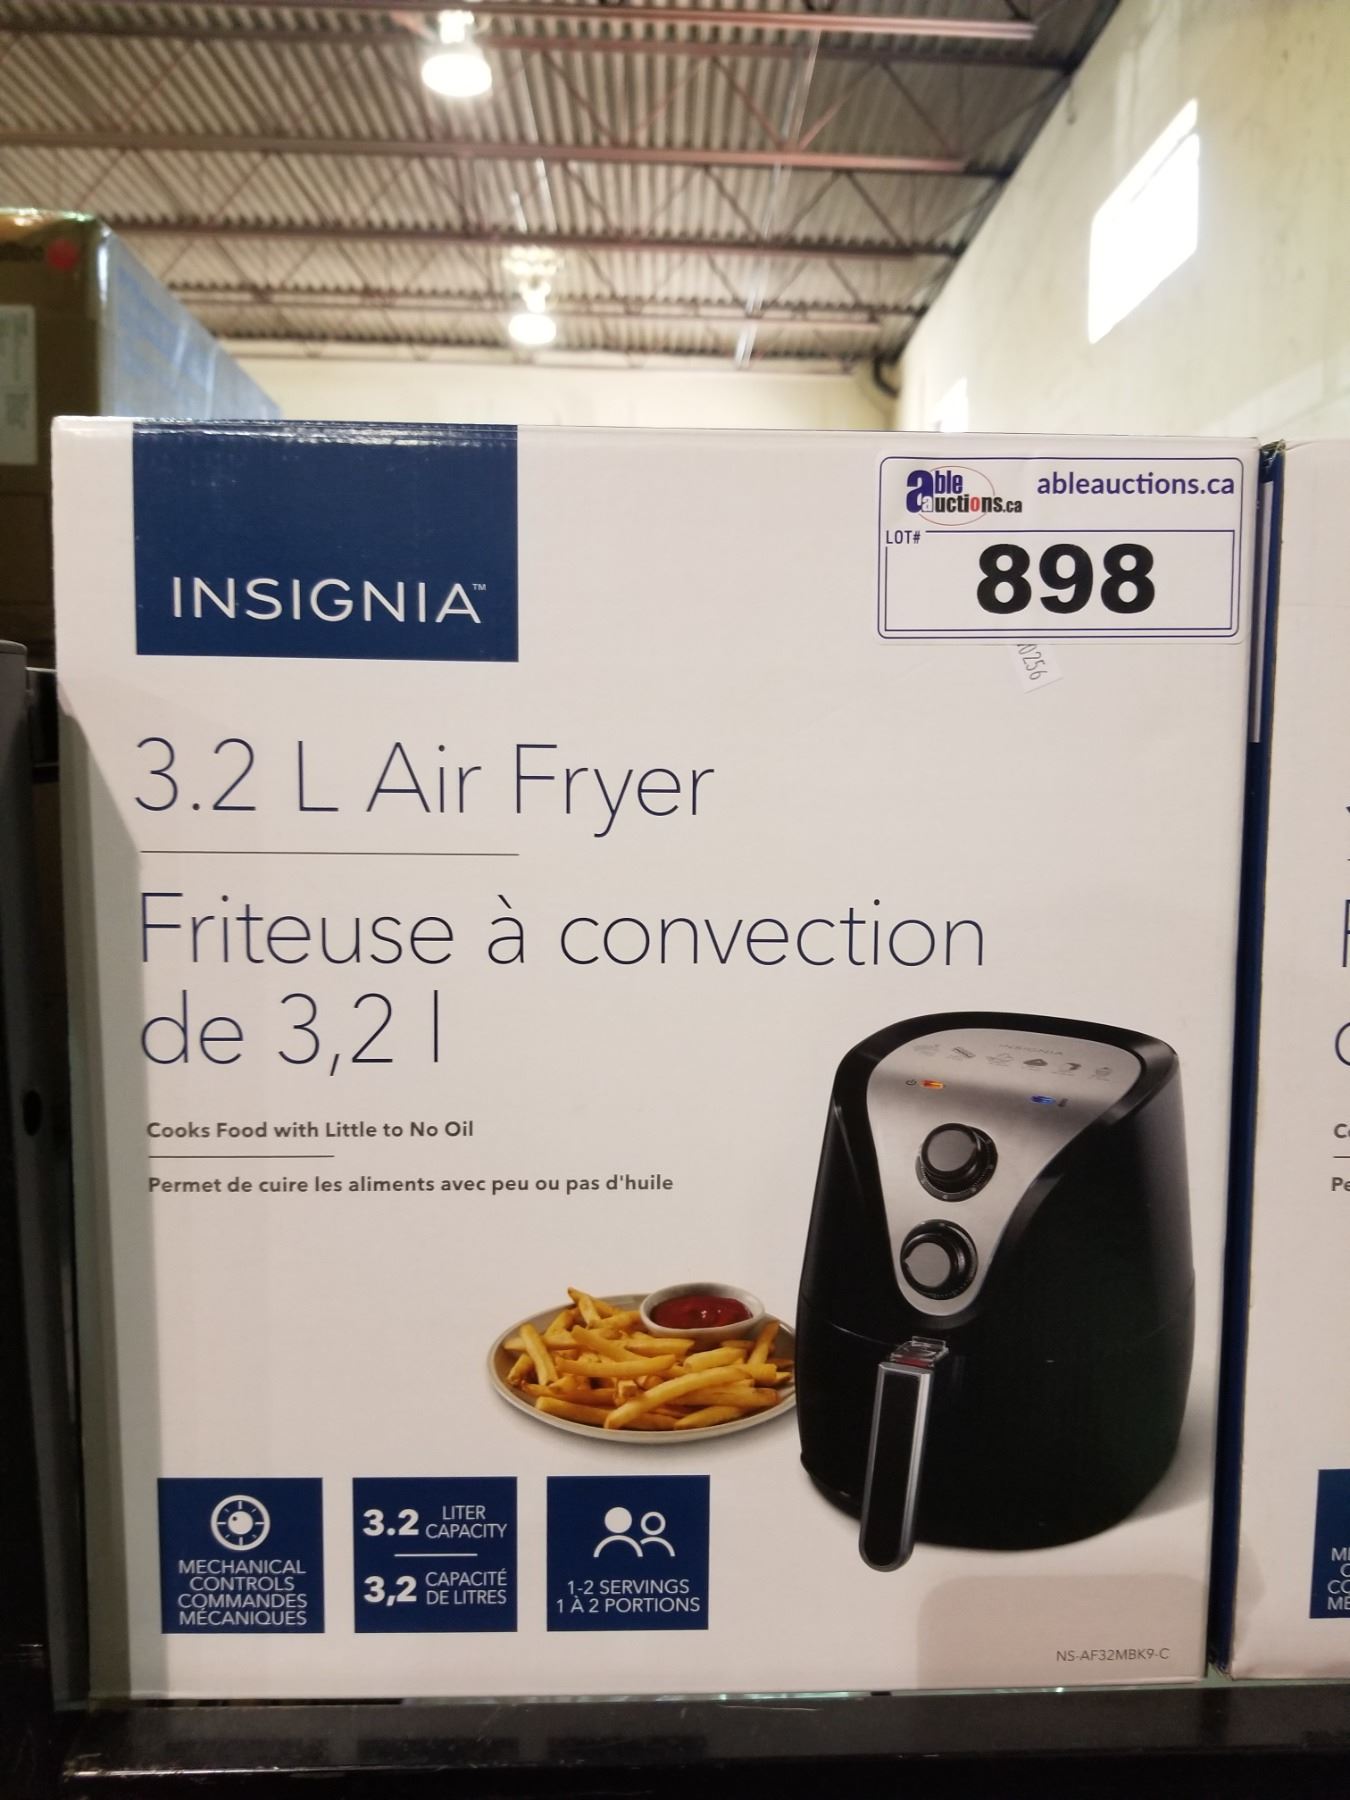 INSIGNIA™
able auctions.ca
ableauctions.ca
LOT#
898
0256
3.2 L Air Fryer
Friteuse à convection
de 3,2 l
Cooks Food with Little to No Oil
Permet de cuire les aliments avec peu ou pas d'huile
INSIGNIA
MECHANICAL
CONTROLS
COMMANDES
MÉCANIQUES
3.2 LITER
CAPACITY
3,2 CAPACITÉ
DE LITRES
1-2 SERVINGS
1 À 2 PORTIONS
NS-AF32MBK9-C